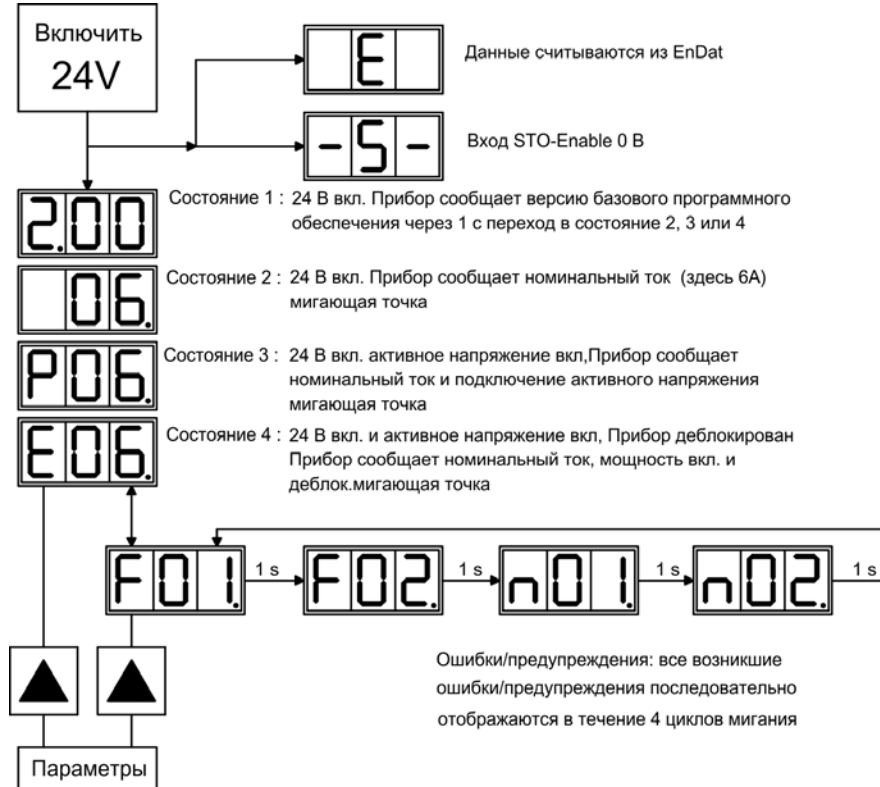 Включить
24V
E
Данные считываются из EnDat
-5-
Вход STO-Enable 0 В
2.00
Состояние 1 : 24 В вкл. Прибор сообщает версию базового программного
обеспечения через 1 с переход в состояние 2, 3 или 4
06.
Состояние 2 : 24 В вкл. Прибор сообщает номинальный ток (здесь 6А)
мигающая точка
P06.
Состояние 3 : 24 В вкл. активное напряжение вкл,Прибор сообщает
номинальный ток и подключение активного напряжения
мигающая точка
E06.
Состояние 4 : 24 В вкл. и активное напряжение вкл, Прибор деблокирован
Прибор сообщает номинальный ток, мощность вкл. и
деблок.мигающая точка
F01. 1 s F02. 1 s n01. 1 s n02. 1 s
Ошибки/предупреждения: все возникшие
ошибки/предупреждения последовательно
отображаются в течение 4 циклов мигания
Параметры